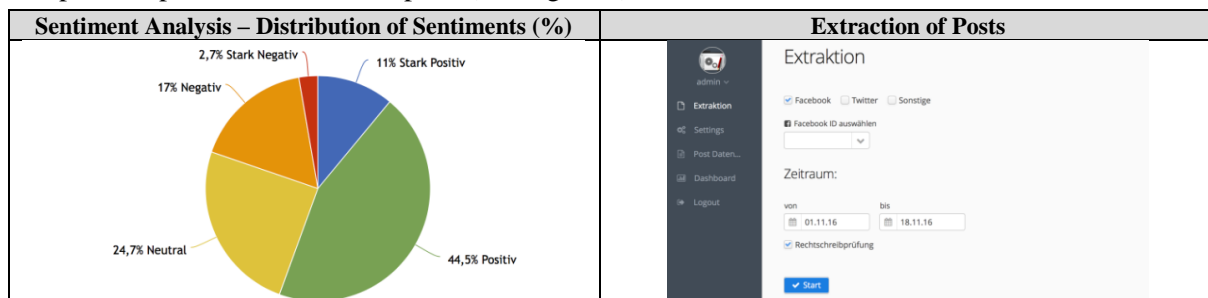 Sentiment Analysis – Distribution of Sentiments (%)
Extraction of Posts
2,7% Stark Negativ
11% Stark Positiv
17% Negativ
24,7% Neutral
44,5% Positiv
admin
Extraktion
Settings
Post Daten...
Dashboard
Logout
Extraktion
Facebook Twitter Sonstige
Facebook ID auswählen
Zeitraum:
von bis
01.11.16 18.11.16
Rechtschreibprüfung
Start